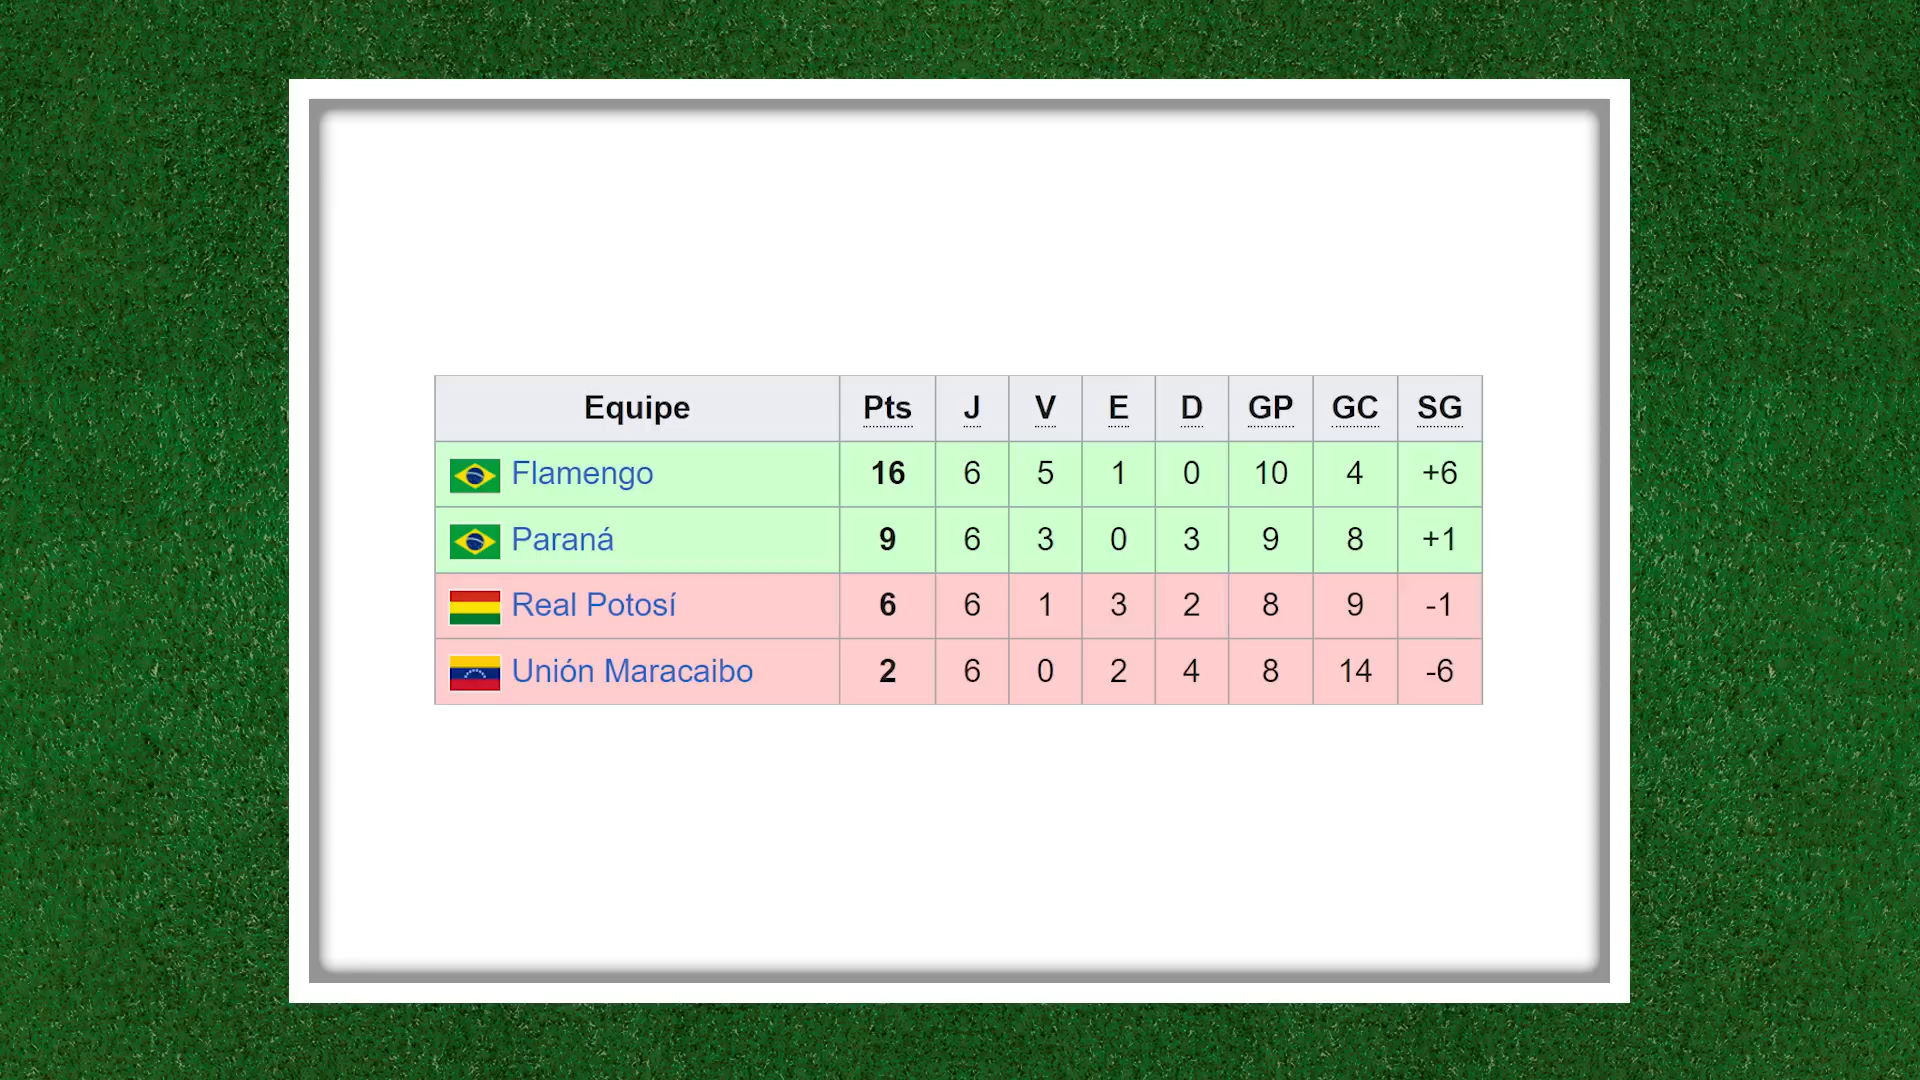 Equipe Pts J V E D GP GC SG
Flamengo 16 6 5 1 0 10 4 +6
Paraná 9 6 3 0 3 9 8 +1
Real Potosí 6 6 1 3 2 8 9 -1
Unión Maracaibo 2 6 0 2 4 8 14 -6